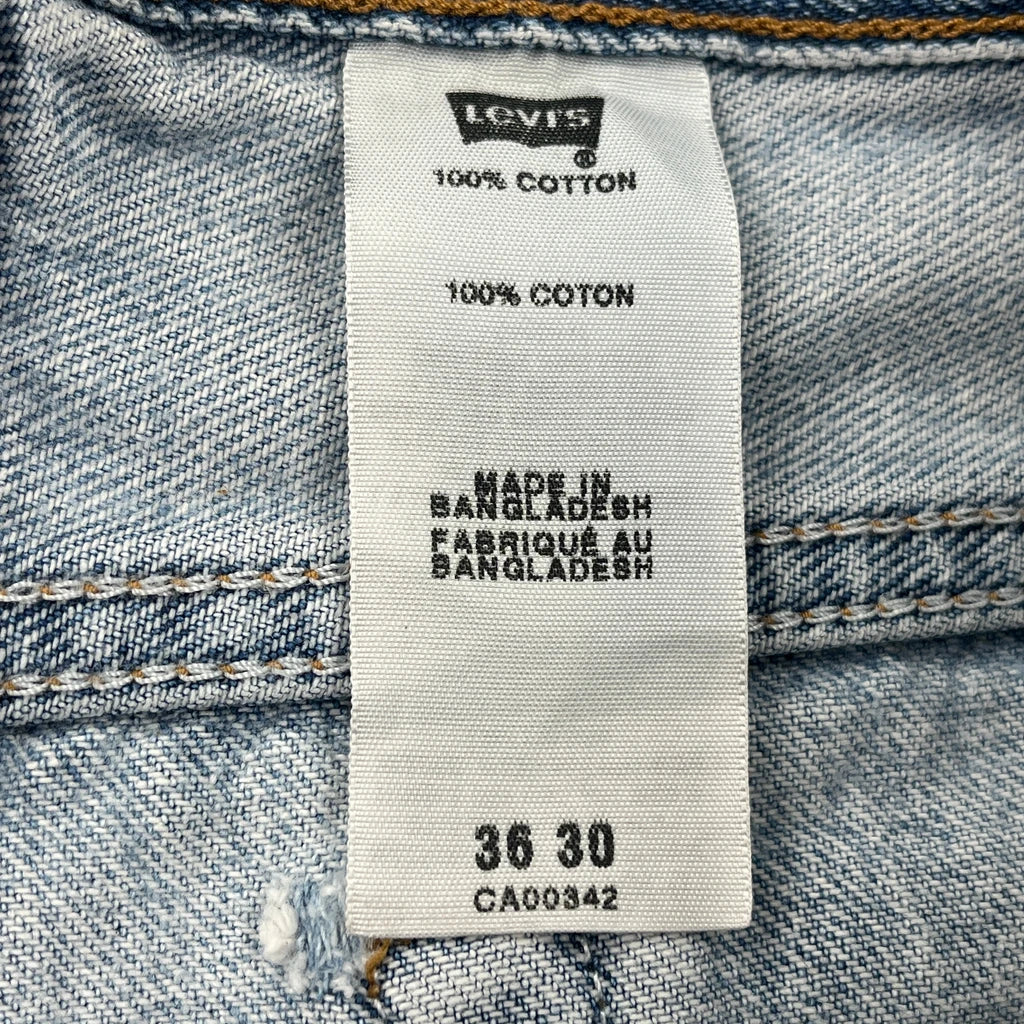 LEVI'S
100% COTTON
100% COTON
MADE IN
BANGLADESH
FABRIQUÉ AU
BANGLADESH
36 30
CA00342